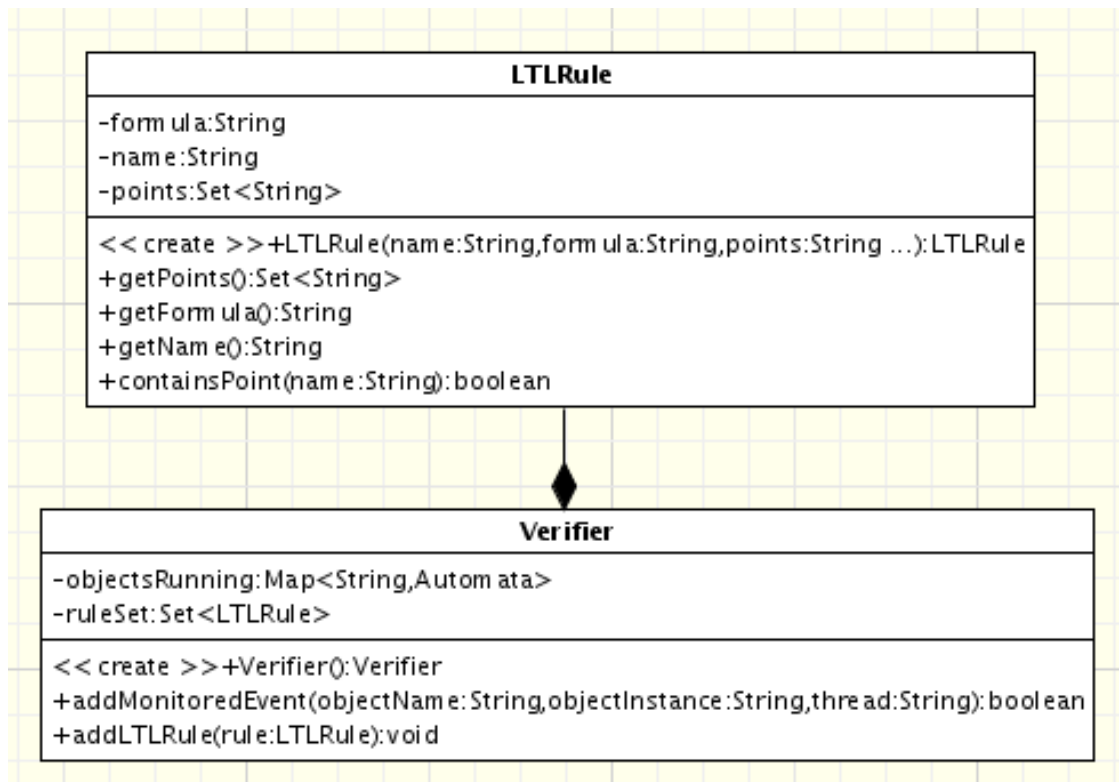 LTLRule
-formula:String
-name:String
-points:Set<String>
<< create >>+LTLRule(name:String,formula:String,points:String ...):LTLRule
+getPoints():Set<String>
+getFormula():String
+getName():String
+containsPoint(name:String):boolean
Verifier
-objectsRunning:Map<String,Automata>
-ruleSet:Set<LTLRule>
<< create >>+Verifier():Verifier
+addMonitoredEvent(objectName:String,objectInstance:String,thread:String):boolean
+addLTLRule(rule:LTLRule):void